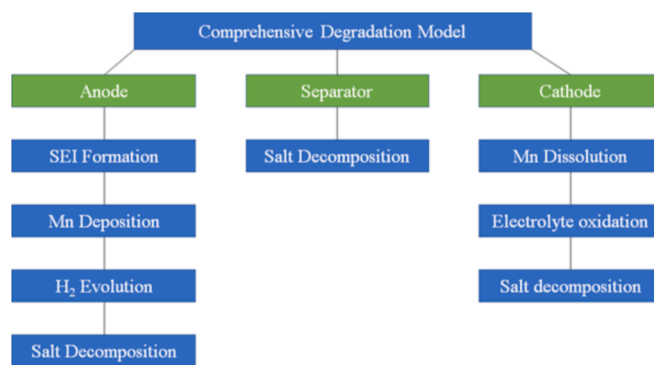 Comprehensive Degradation Model
Anode
Separator
Cathode
SEI Formation
Salt Decomposition
Mn Dissolution
Mn Deposition
Electrolyte oxidation
H₂ Evolution
Salt decomposition
Salt Decomposition